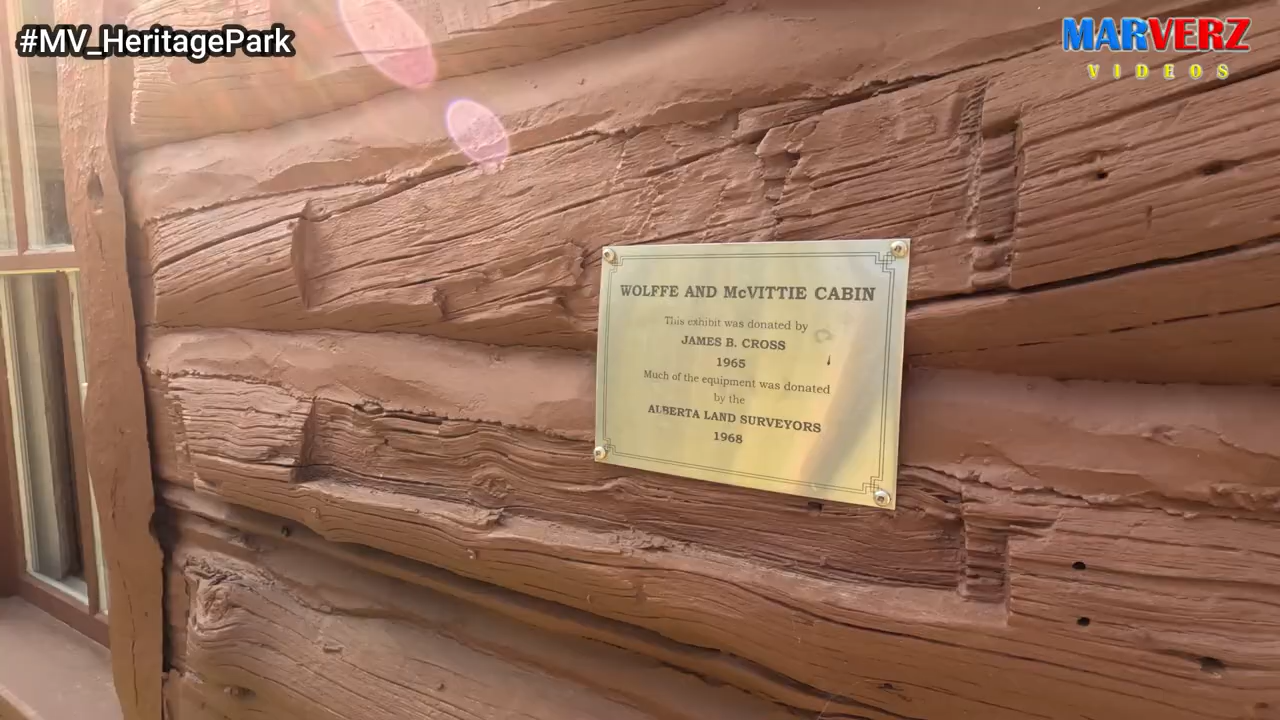 #MV_HeritagePark
MARVERZ
VIDEOS
WOLFFE AND McVITTIE CABIN
This exhibit was donated by
JAMES B. CROSS
1965
Much of the equipment was donated
by the
ALBERTA LAND SURVEYORS
1968